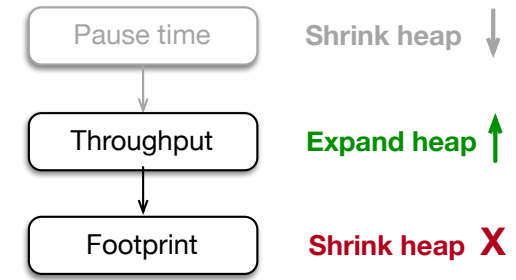 Pause time Shrink heap
Throughput Expand heap
Footprint Shrink heap X